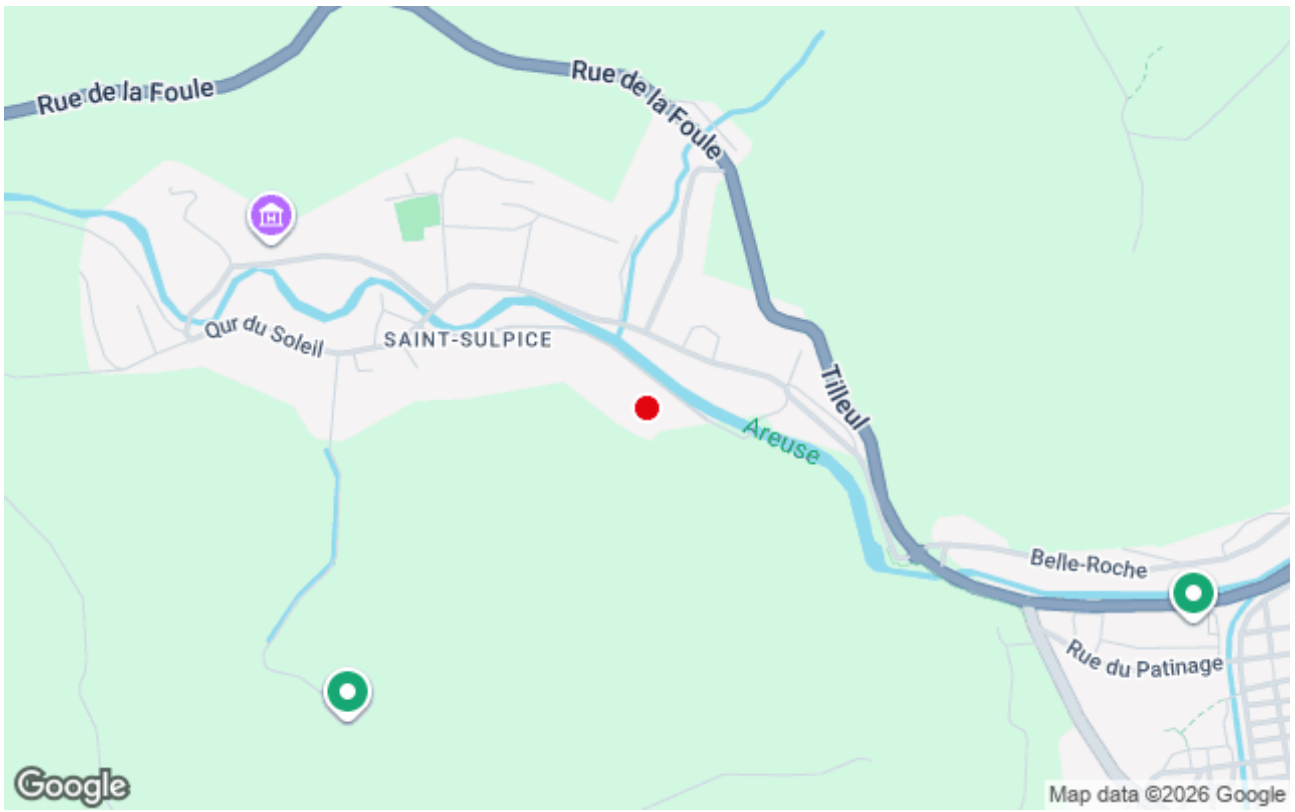 Rue de la Foule
Rue de la Foule
Qur du Soleil
SAINT-SULPICE
Tilleul
Areuse
Belle-Roche
Rue du Patinage
Google
Map data ©2026 Google